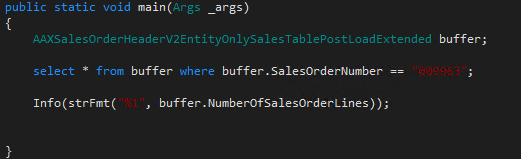 public static void main(Args _args)
{
AAXSalesOrderHeaderV2EntityOnlySalesTablePostLoadExtended buffer;
select * from buffer where buffer.SalesOrderNumber ==
Info(strFmt("%1", buffer.NumberOfSalesOrderLines));
}